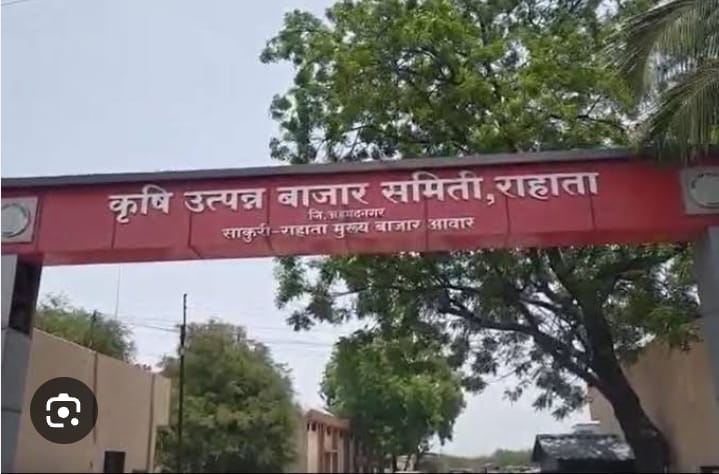 कृषि उत्पन्न बाजार समिती, राहाता
जि. अहमदनगर
साकुरी-राहाता मुख्य बाजार आवार